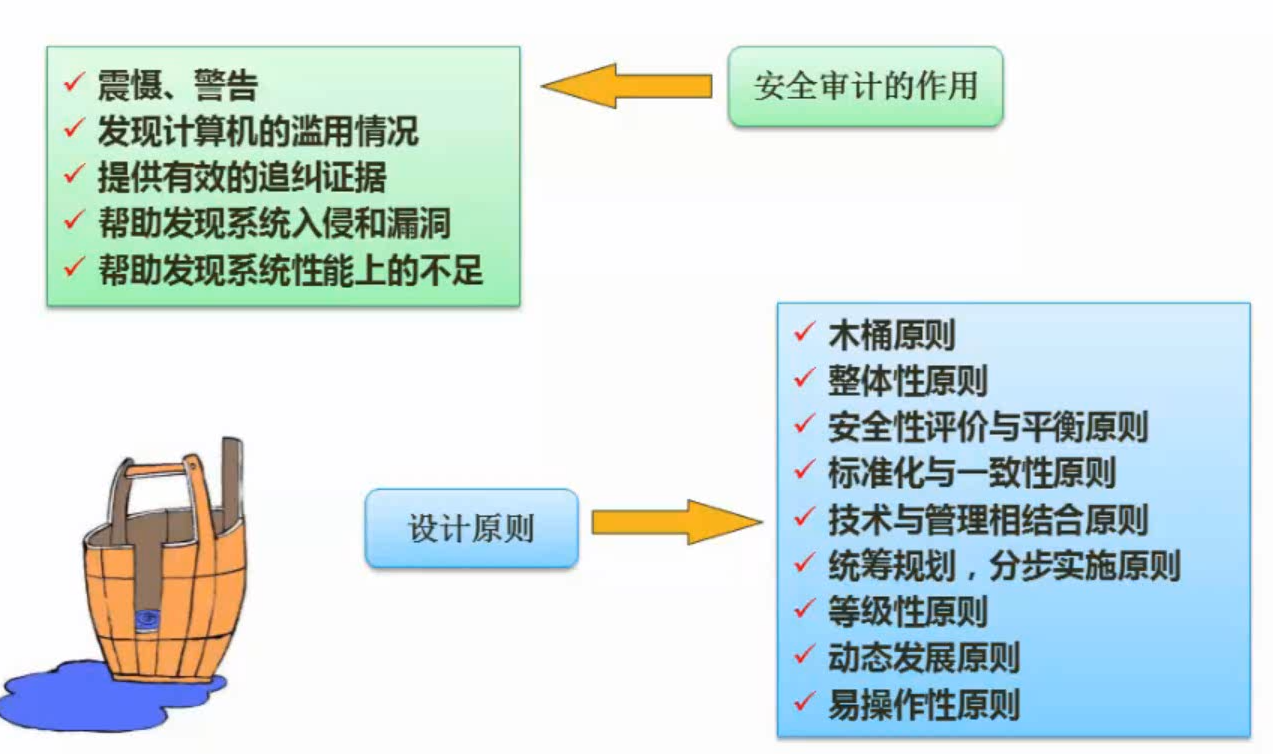 安全审计的作用
震慑、警告
发现计算机的滥用情况
提供有效的追纠证据
帮助发现系统入侵和漏洞
帮助发现系统性能上的不足
设计原则
木桶原则
整体性原则
安全性评价与平衡原则
标准化与一致性原则
技术与管理相结合原则
统筹规划，分步实施原则
等级性原则
动态发展原则
易操作性原则